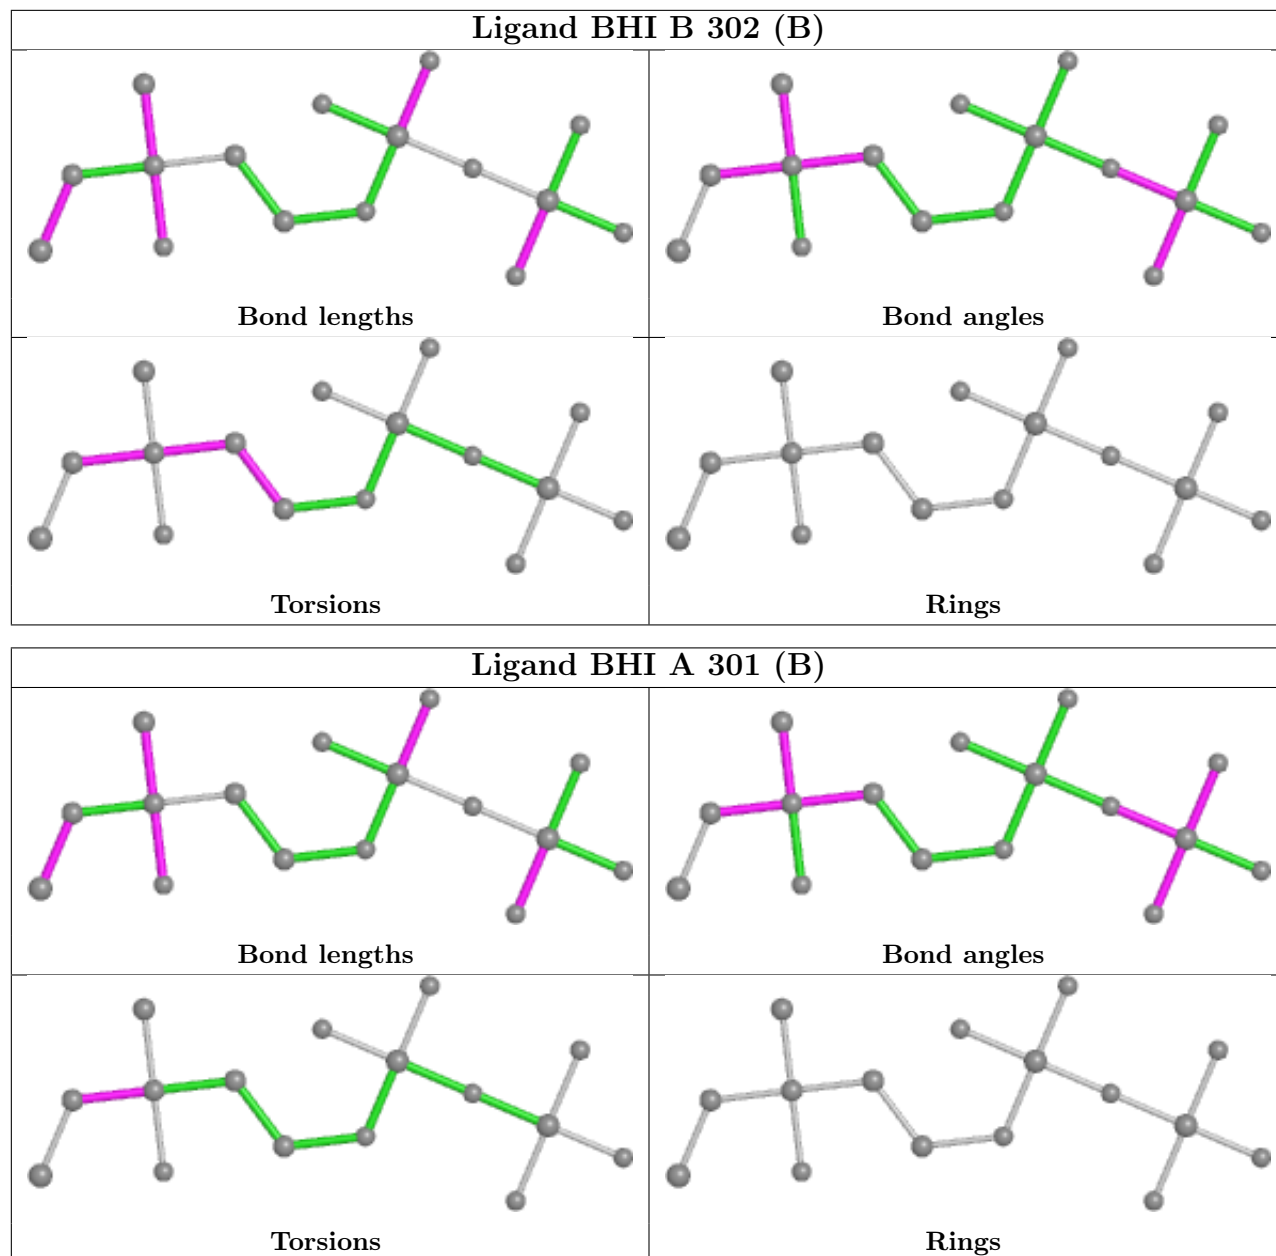 Ligand BHI B 302 (B)
Bond lengths
Bond angles
Torsions
Rings
Ligand BHI A 301 (B)
Bond lengths
Bond angles
Torsions
Rings